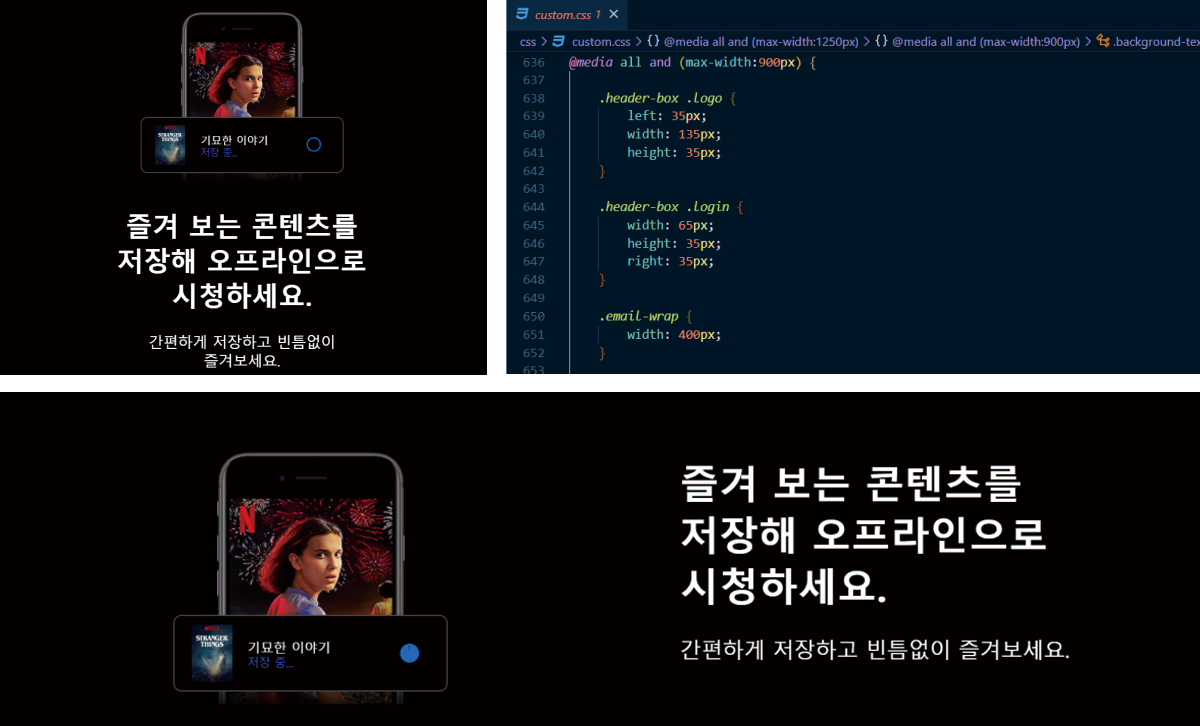 N
STRANGER
THINGS
기묘한 이야기
저장 중...
즐겨 보는 콘텐츠를
저장해 오프라인으로
시청하세요.
간편하게 저장하고 빈틈없이
즐겨보세요.
custom.css 1 ✕
css > custom.css > {} @media all and (max-width:1250px) > {} @media all and (max-width:900px) > .background-tex
636 @media all and (max-width:900px) {
637
638 .header-box .logo {
639 left: 35px;
640 width: 135px;
641 height: 35px;
642 }
643
644 .header-box .login {
645 width: 65px;
646 height: 35px;
647 right: 35px;
648 }
649
650 .email-wrap {
651 width: 400px;
652 }
653
N
STRANGER
THINGS
기묘한 이야기
저장 중...
즐겨 보는 콘텐츠를
저장해 오프라인으로
시청하세요.
간편하게 저장하고 빈틈없이 즐겨보세요.